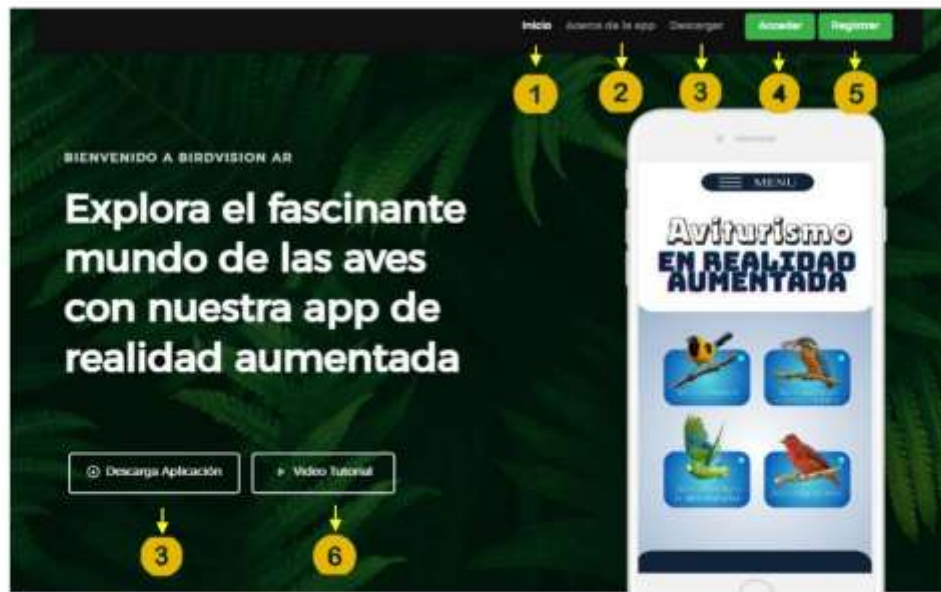 Inicio Acerca de la app Descargar Acceder Registrar
1 2 3 4 5
BIENVENIDO A BIRDVISION AR
Explora el fascinante
mundo de las aves
con nuestra app de
realidad aumentada
MENU
Aviturismo
EN REALIDAD
AUMENTADA
Descarga Aplicación Video Tutorial
3 6